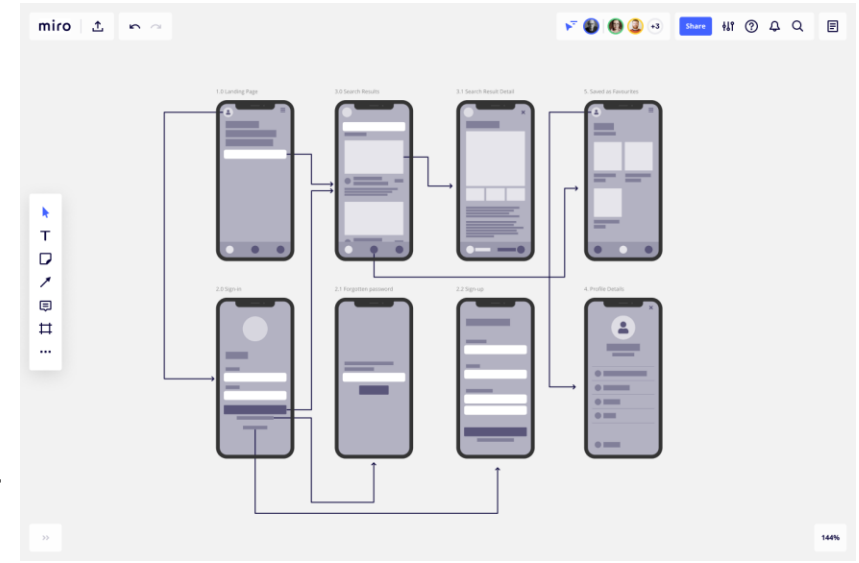 miro
+3
Share
1.0 Landing Page
3.0 Search Results
3.1 Search Result Detail
5. Saved as Favourites
T
2.0 Sign-in
2.1 Forgotten password
2.2 Sign-up
4. Profile Details
144%